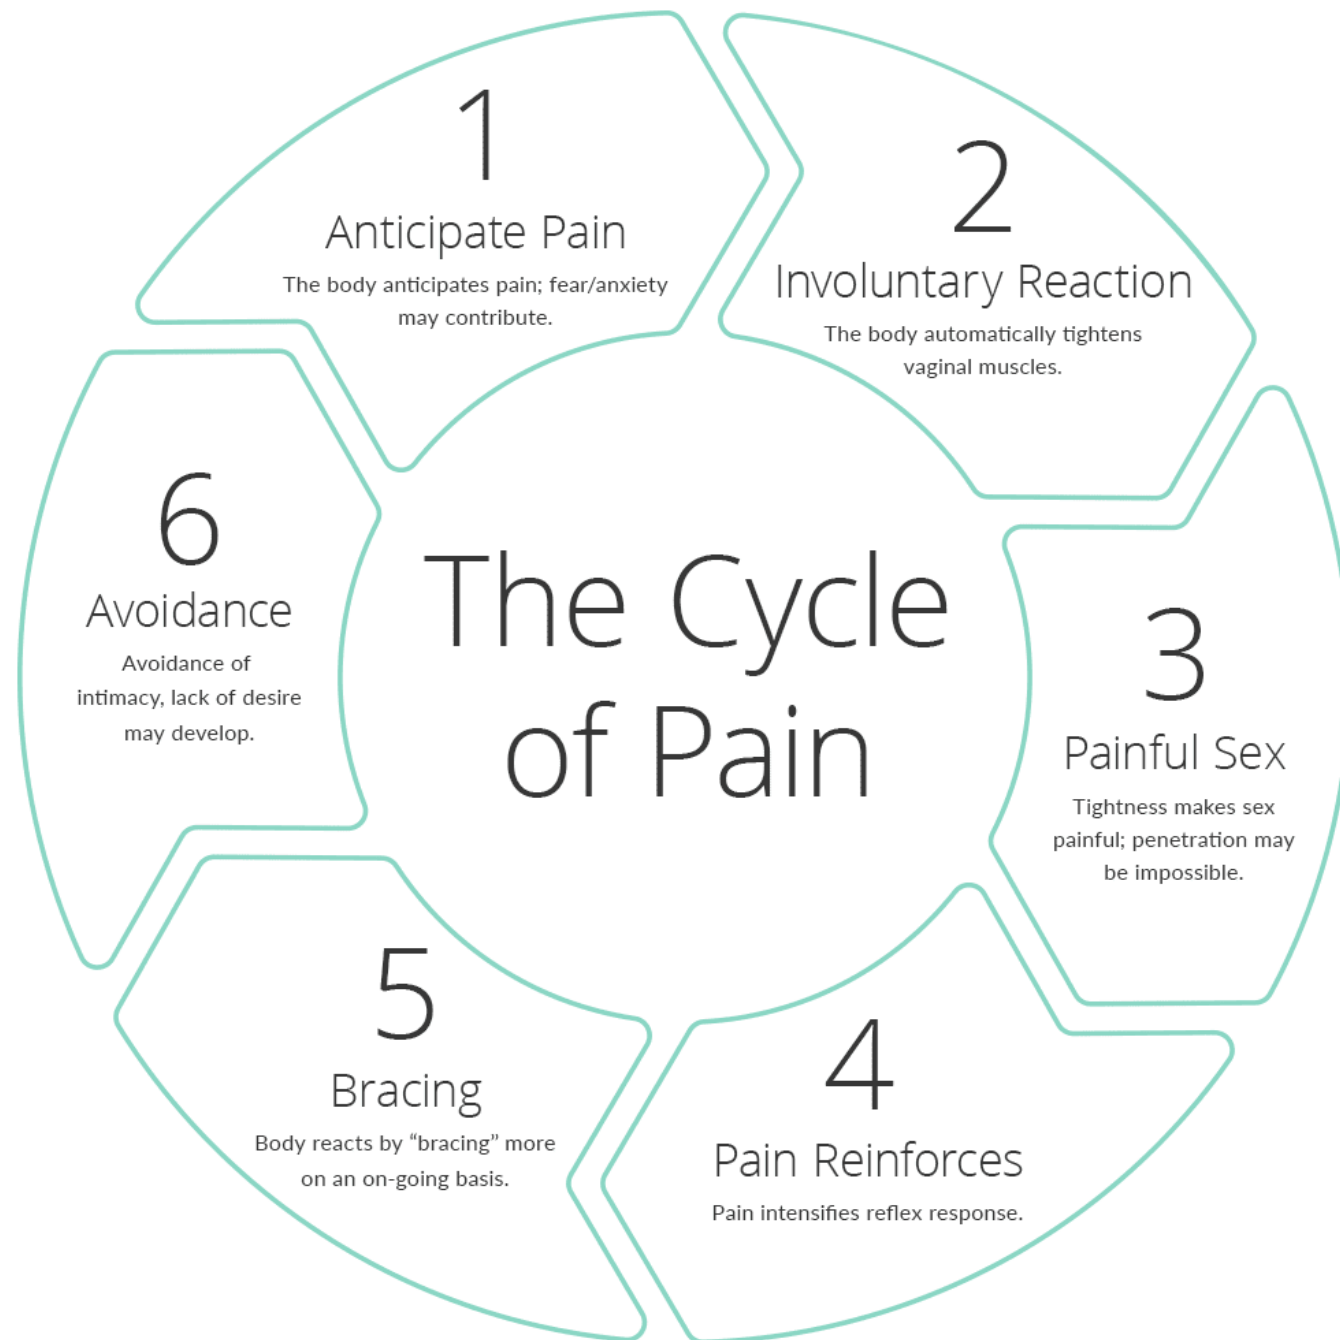 The Cycle
of Pain
1
Anticipate Pain
The body anticipates pain; fear/anxiety
may contribute.
2
Involuntary Reaction
The body automatically tightens
vaginal muscles.
3
Painful Sex
Tightness makes sex
painful; penetration may
be impossible.
4
Pain Reinforces
Pain intensifies reflex response.
5
Bracing
Body reacts by “bracing” more
on an on-going basis.
6
Avoidance
Avoidance of
intimacy, lack of desire
may develop.